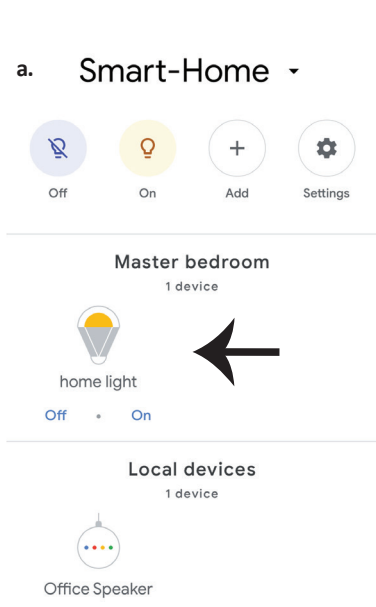 a. Smart-Home
Off On Add Settings
Master bedroom
1 device
home light
Off • On
Local devices
1 device
Office Speaker